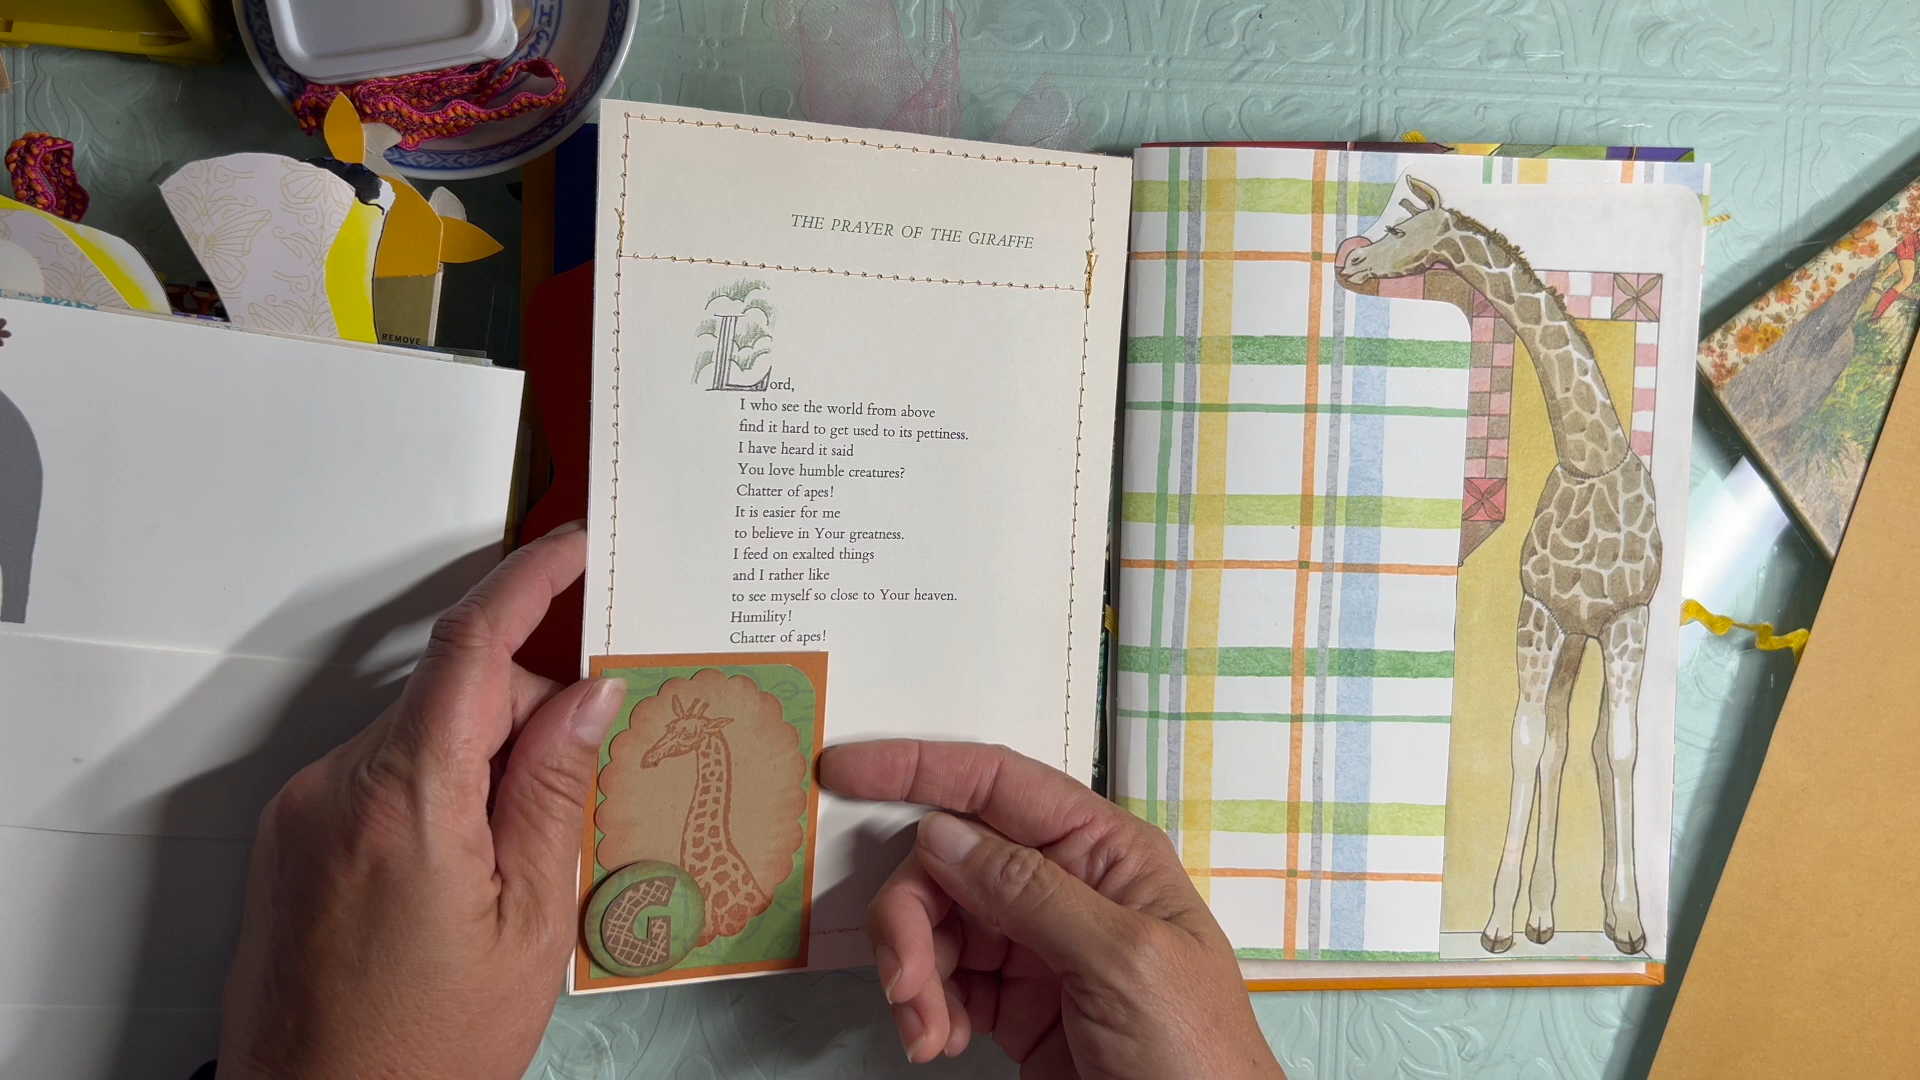 THE PRAYER OF THE GIRAFFE
Lord,
I who see the world from above
find it hard to get used to its pettiness.
I have heard it said
You love humble creatures?
Chatter of apes!
It is easier for me
to believe in Your greatness.
I feed on exalted things
and I rather like
to see myself so close to Your heaven.
Humility!
Chatter of apes!
G
REMOVE